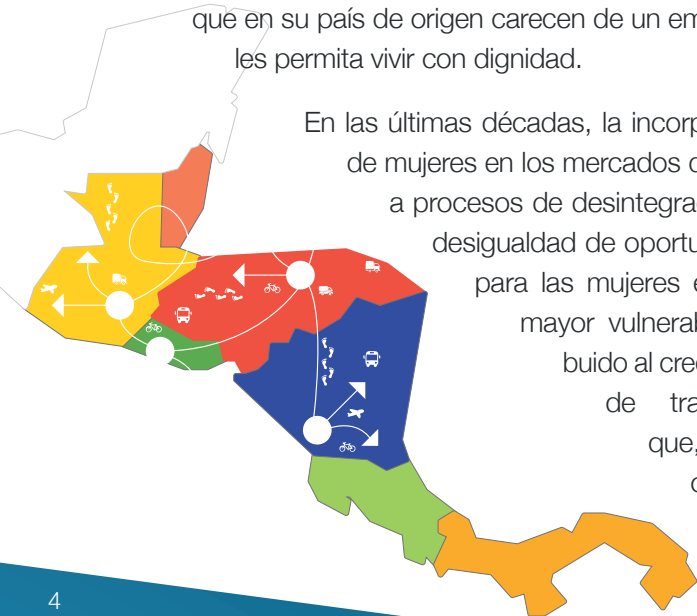 que en su país de origen carecen de un em
les permita vivir con dignidad.
En las últimas décadas, la incorp
de mujeres en los mercados d
a procesos de desintegrac
desigualdad de oportu
para las mujeres e
mayor vulneral
buido al crec
de tra
que,
c
4